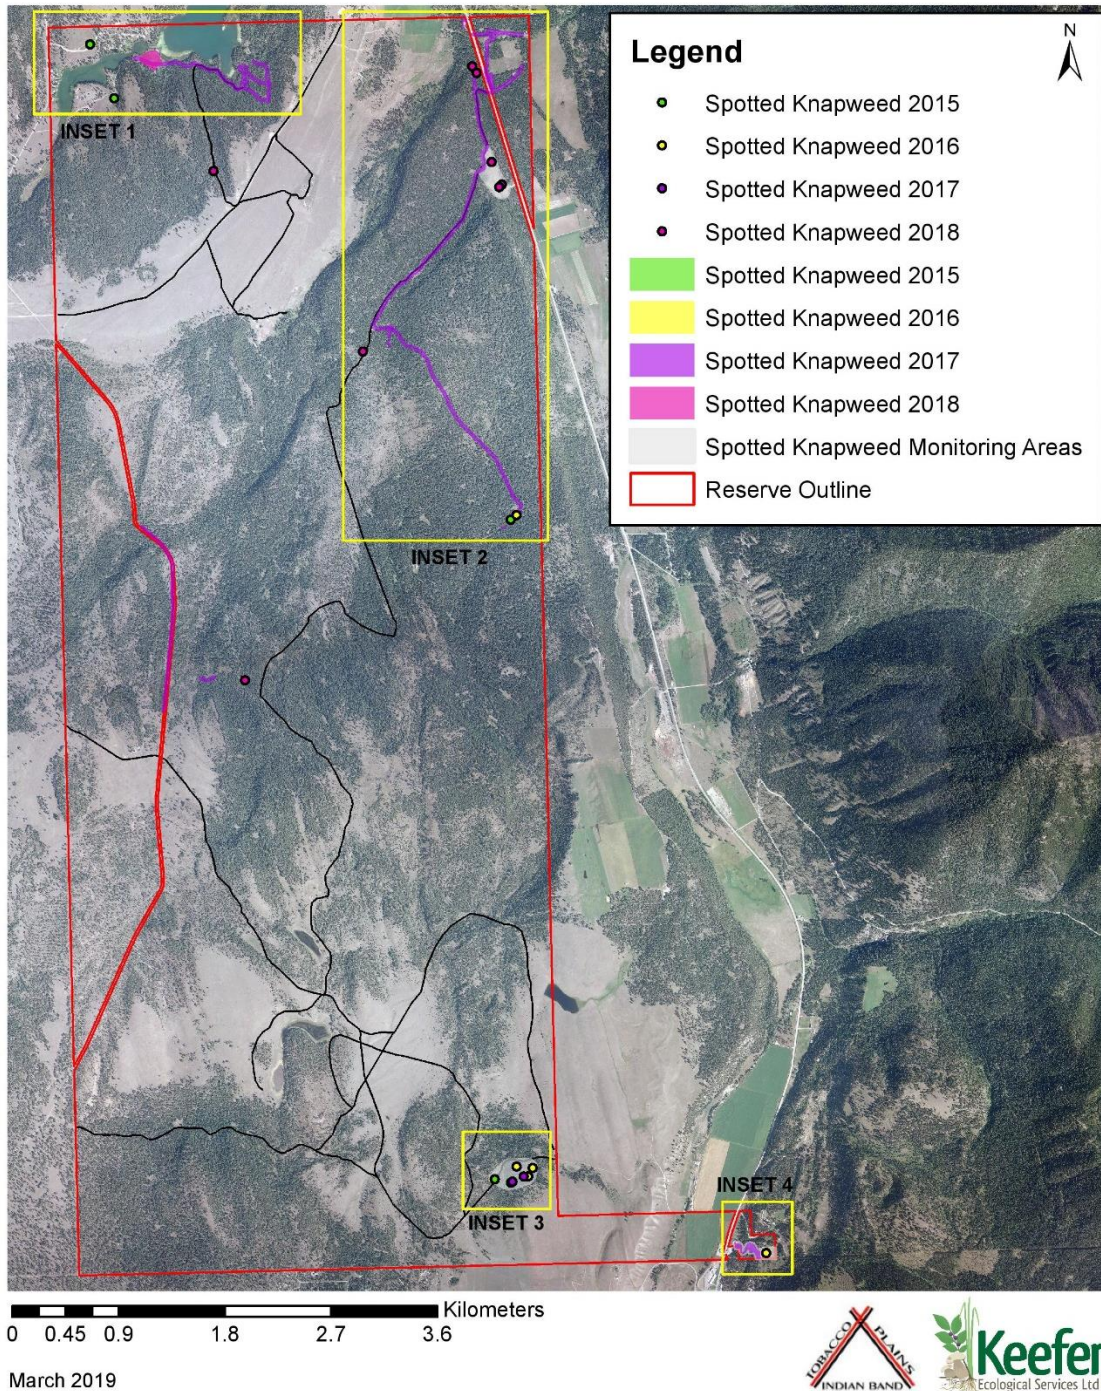 Legend
N
Spotted Knapweed 2015
Spotted Knapweed 2016
Spotted Knapweed 2017
Spotted Knapweed 2018
Spotted Knapweed 2015
Spotted Knapweed 2016
Spotted Knapweed 2017
Spotted Knapweed 2018
Spotted Knapweed Monitoring Areas
Reserve Outline
INSET 1
INSET 2
INSET 3
INSET 4
Kilometers
0 0.45 0.9 1.8 2.7 3.6
March 2019
TOBACCO PLAINS
INDIAN BAND
Keefer
Ecological Services Ltd